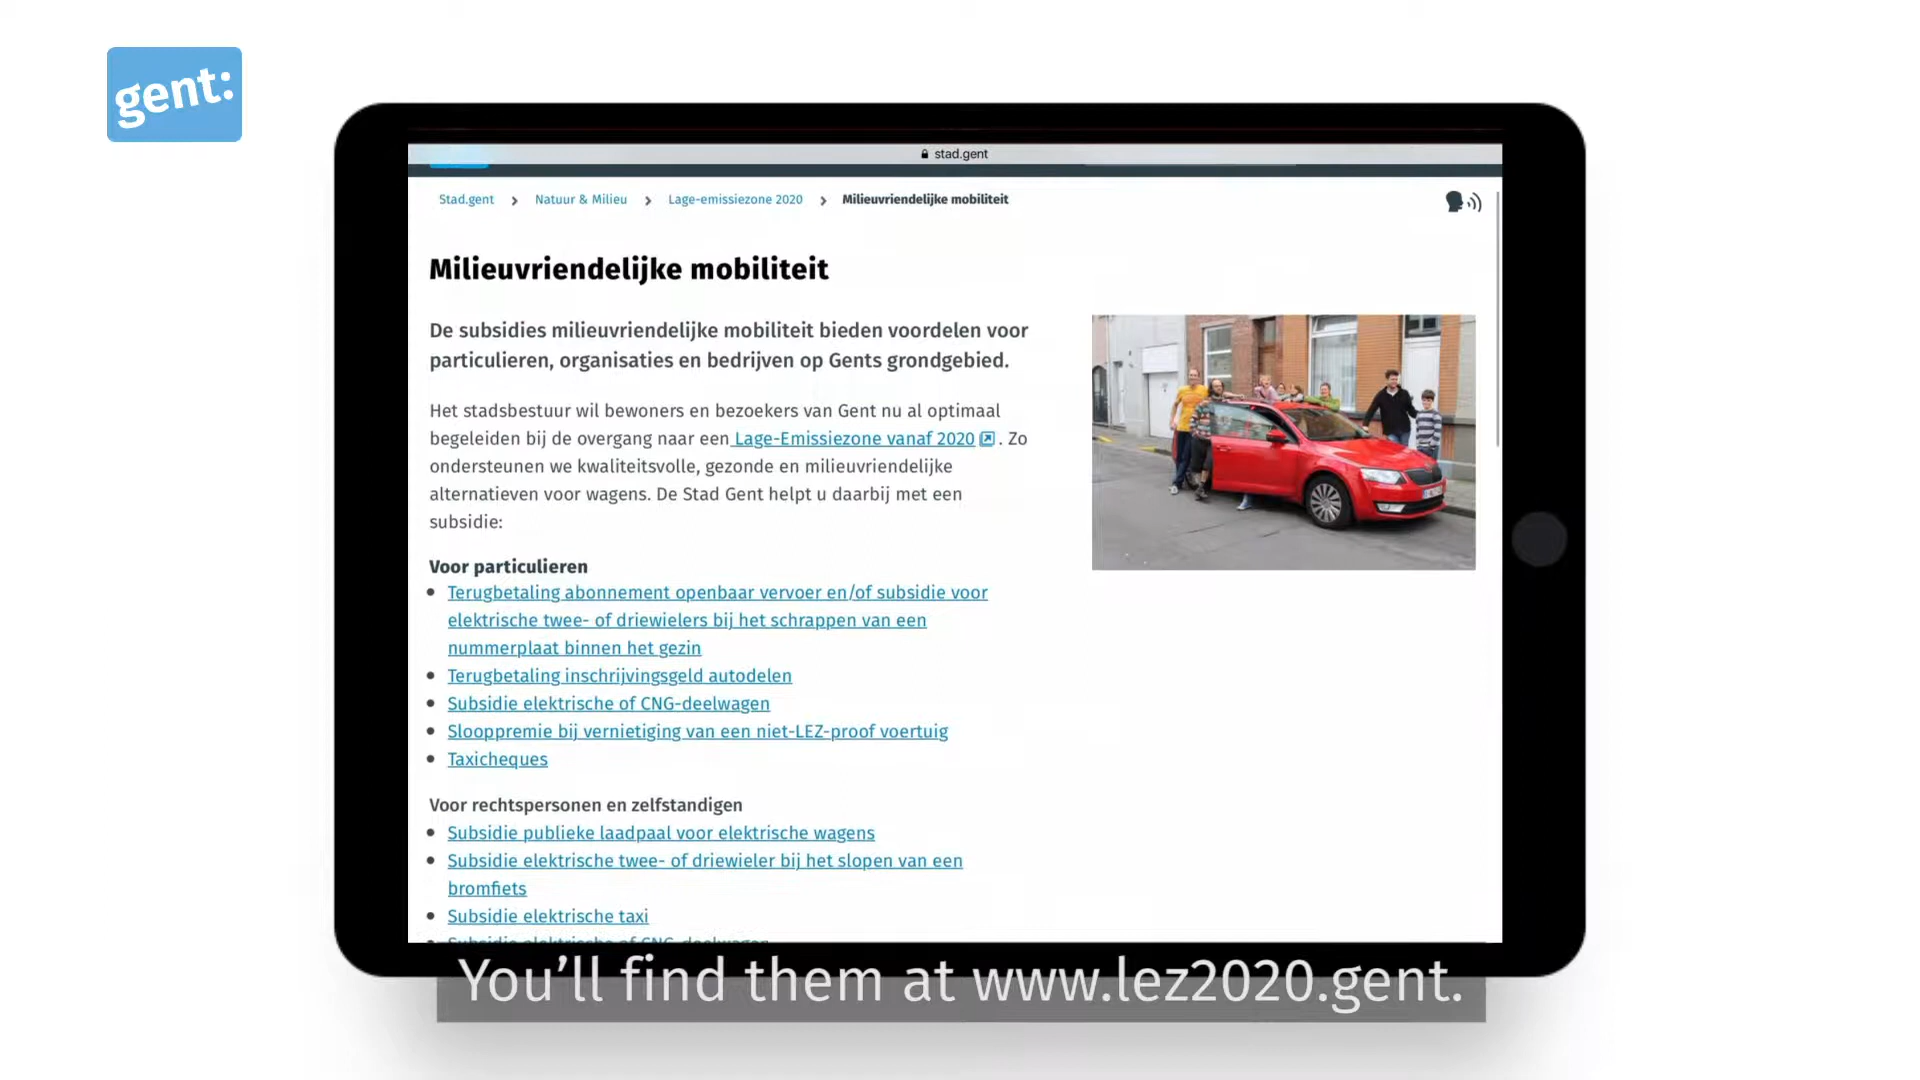 gent:
stad.gent
Stad.gent > Natuur & Milieu > Lage-emissiezone 2020 > Milieuvriendelijke mobiliteit
Milieuvriendelijke mobiliteit
De subsidies milieuvriendelijke mobiliteit bieden voordelen voor
particulieren, organisaties en bedrijven op Gents grondgebied.
Het stadsbestuur wil bewoners en bezoekers van Gent nu al optimaal
begeleiden bij de overgang naar een Lage-Emissiezone vanaf 2020 . Zo
ondersteunen we kwaliteitsvolle, gezonde en milieuvriendelijke
alternatieven voor wagens. De Stad Gent helpt u daarbij met een
subsidie:
Voor particulieren
• Terugbetaling abonnement openbaar vervoer en/of subsidie voor
elektrische twee- of driewielers bij het schrappen van een
nummerplaat binnen het gezin
• Terugbetaling inschrijvingsgeld autodelen
• Subsidie elektrische of CNG-deelwagen
• Slooppremie bij vernietiging van een niet-LEZ-proof voertuig
• Taxicheques
Voor rechtspersonen en zelfstandigen
• Subsidie publieke laadpaal voor elektrische wagens
• Subsidie elektrische twee- of driewieler bij het slopen van een
bromfiets
• Subsidie elektrische taxi
• Subsidie elektrische of CNG-deelwagen
You'll find them at www.lez2020.gent.